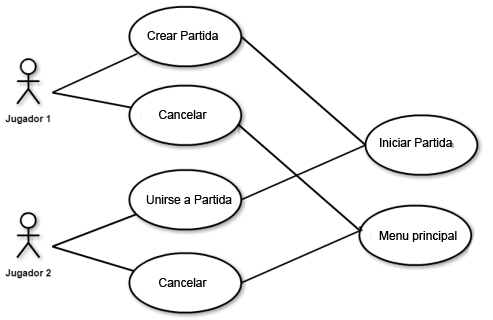 Crear Partida
Jugador 1
Cancelar
Iniciar Partida
Unirse a Partida
Menu principal
Jugador 2
Cancelar